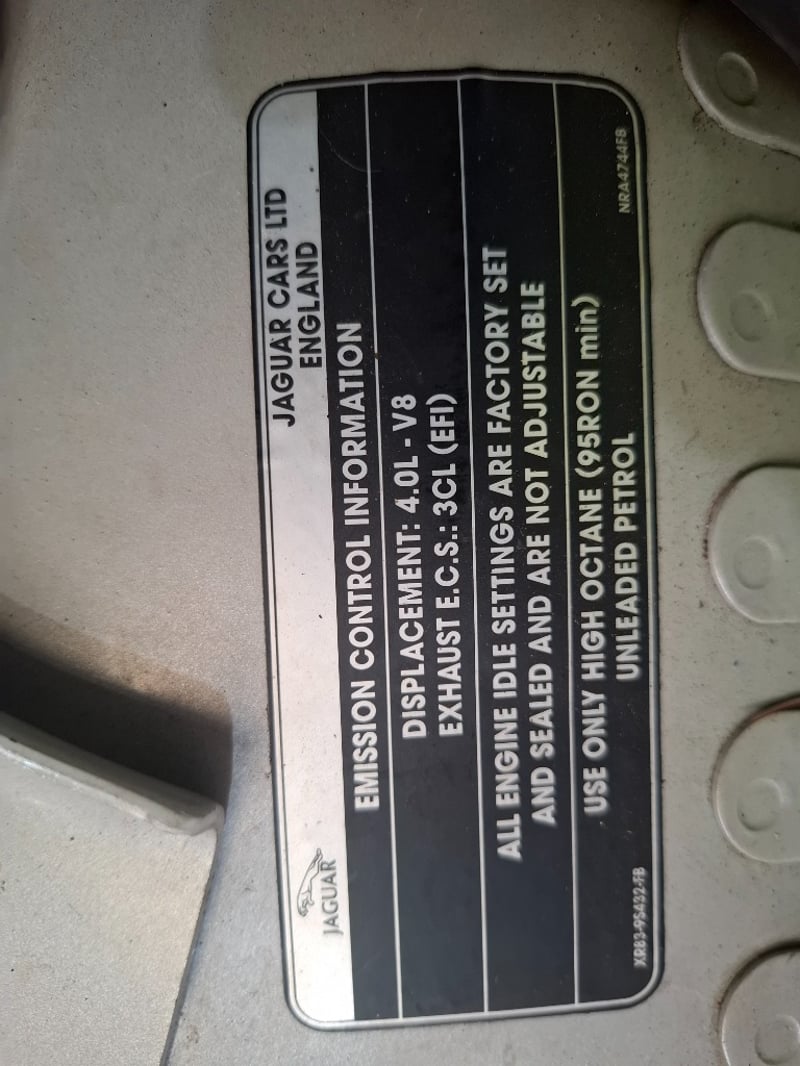 JAGUAR
JAGUAR CARS LTD
ENGLAND
EMISSION CONTROL INFORMATION
DISPLACEMENT: 4.0L - V8
EXHAUST E.C.S.: 3CL (EFI)
ALL ENGINE IDLE SETTINGS ARE FACTORY SET
AND SEALED AND ARE NOT ADJUSTABLE
USE ONLY HIGH OCTANE (95RON min)
UNLEADED PETROL
XR83-9S432-FB
NRA4744FB